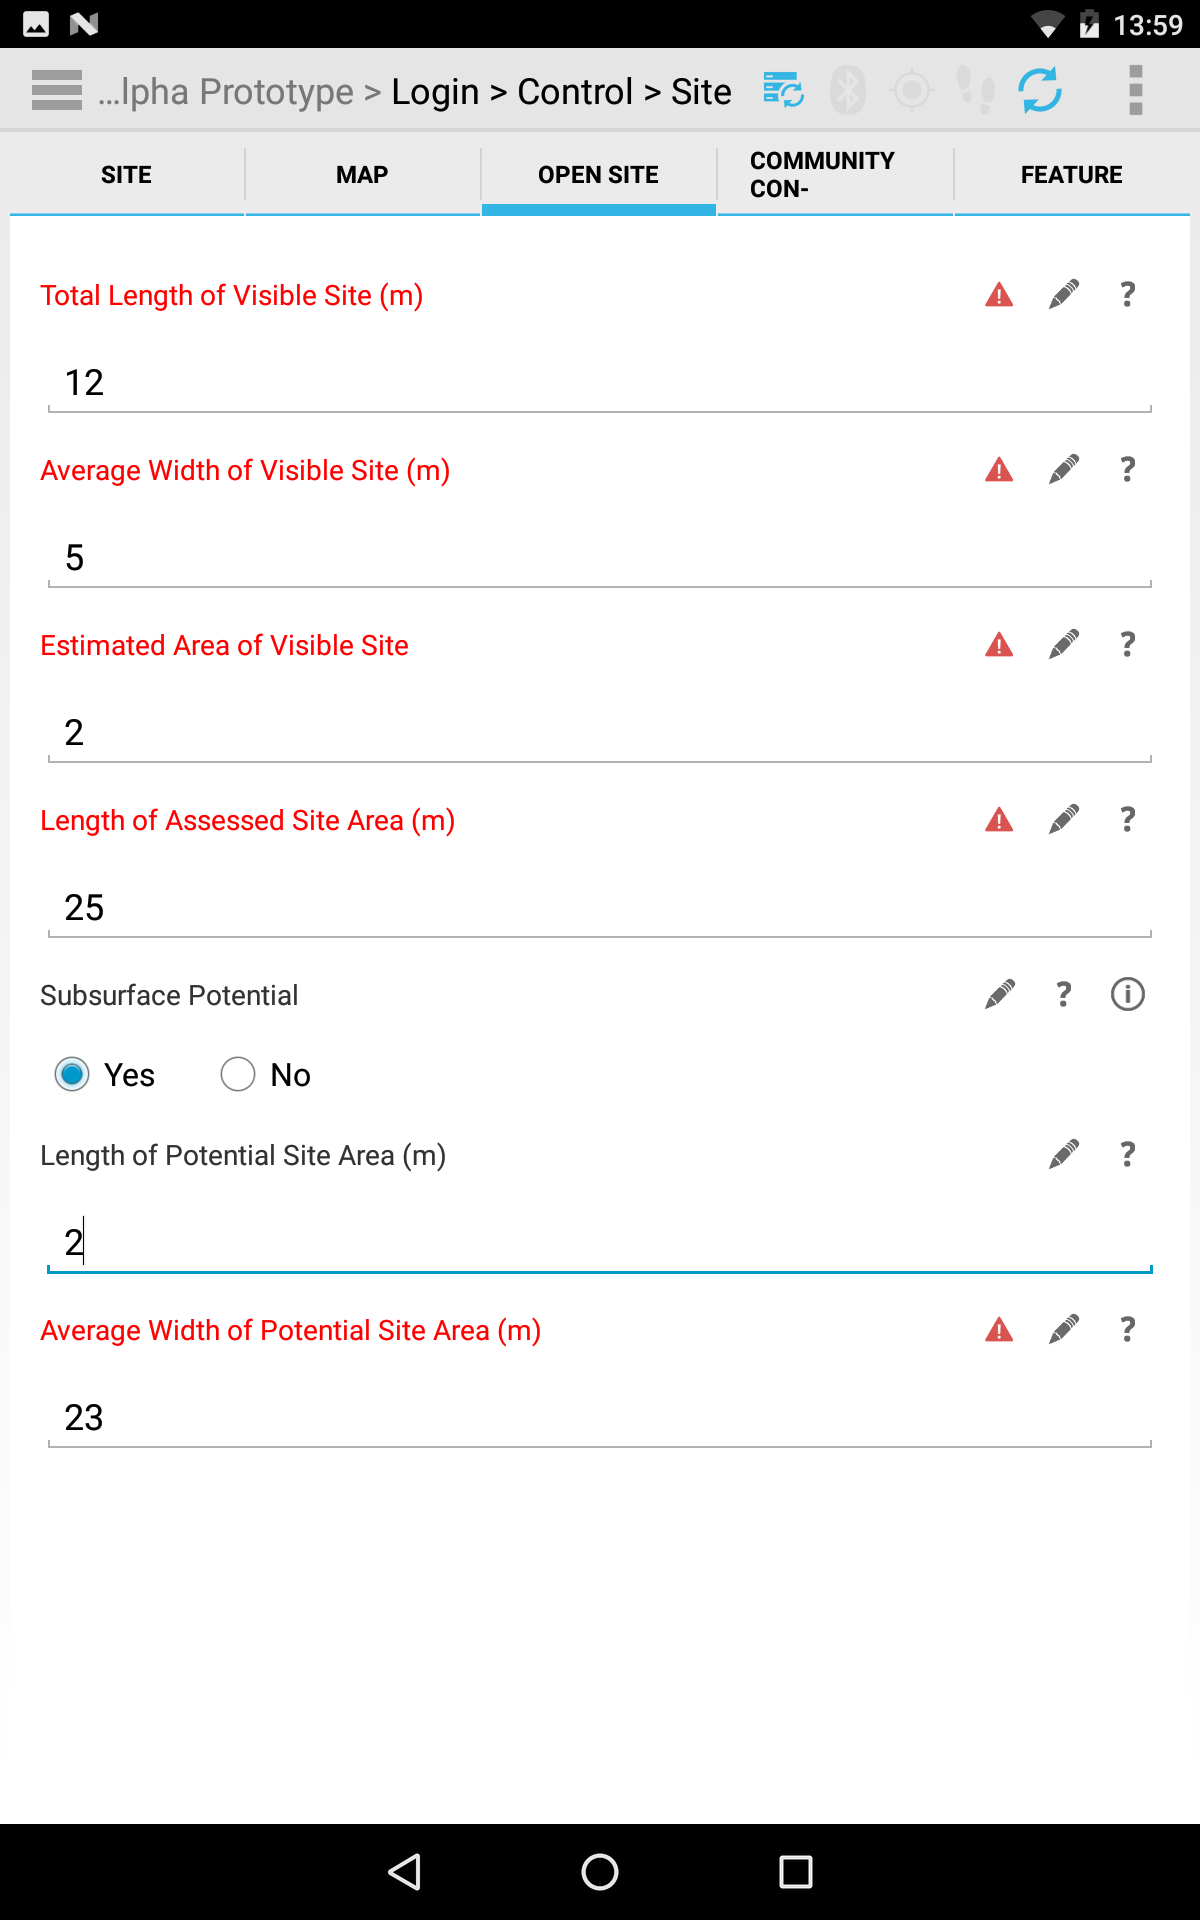 13:59
...lpha Prototype > Login > Control > Site
SITE
MAP
OPEN SITE
COMMUNITY
CON-
FEATURE
Total Length of Visible Site (m)
?
12
Average Width of Visible Site (m)
?
5
Estimated Area of Visible Site
?
2
Length of Assessed Site Area (m)
?
25
Subsurface Potential
?
Yes
No
Length of Potential Site Area (m)
?
2
Average Width of Potential Site Area (m)
?
23